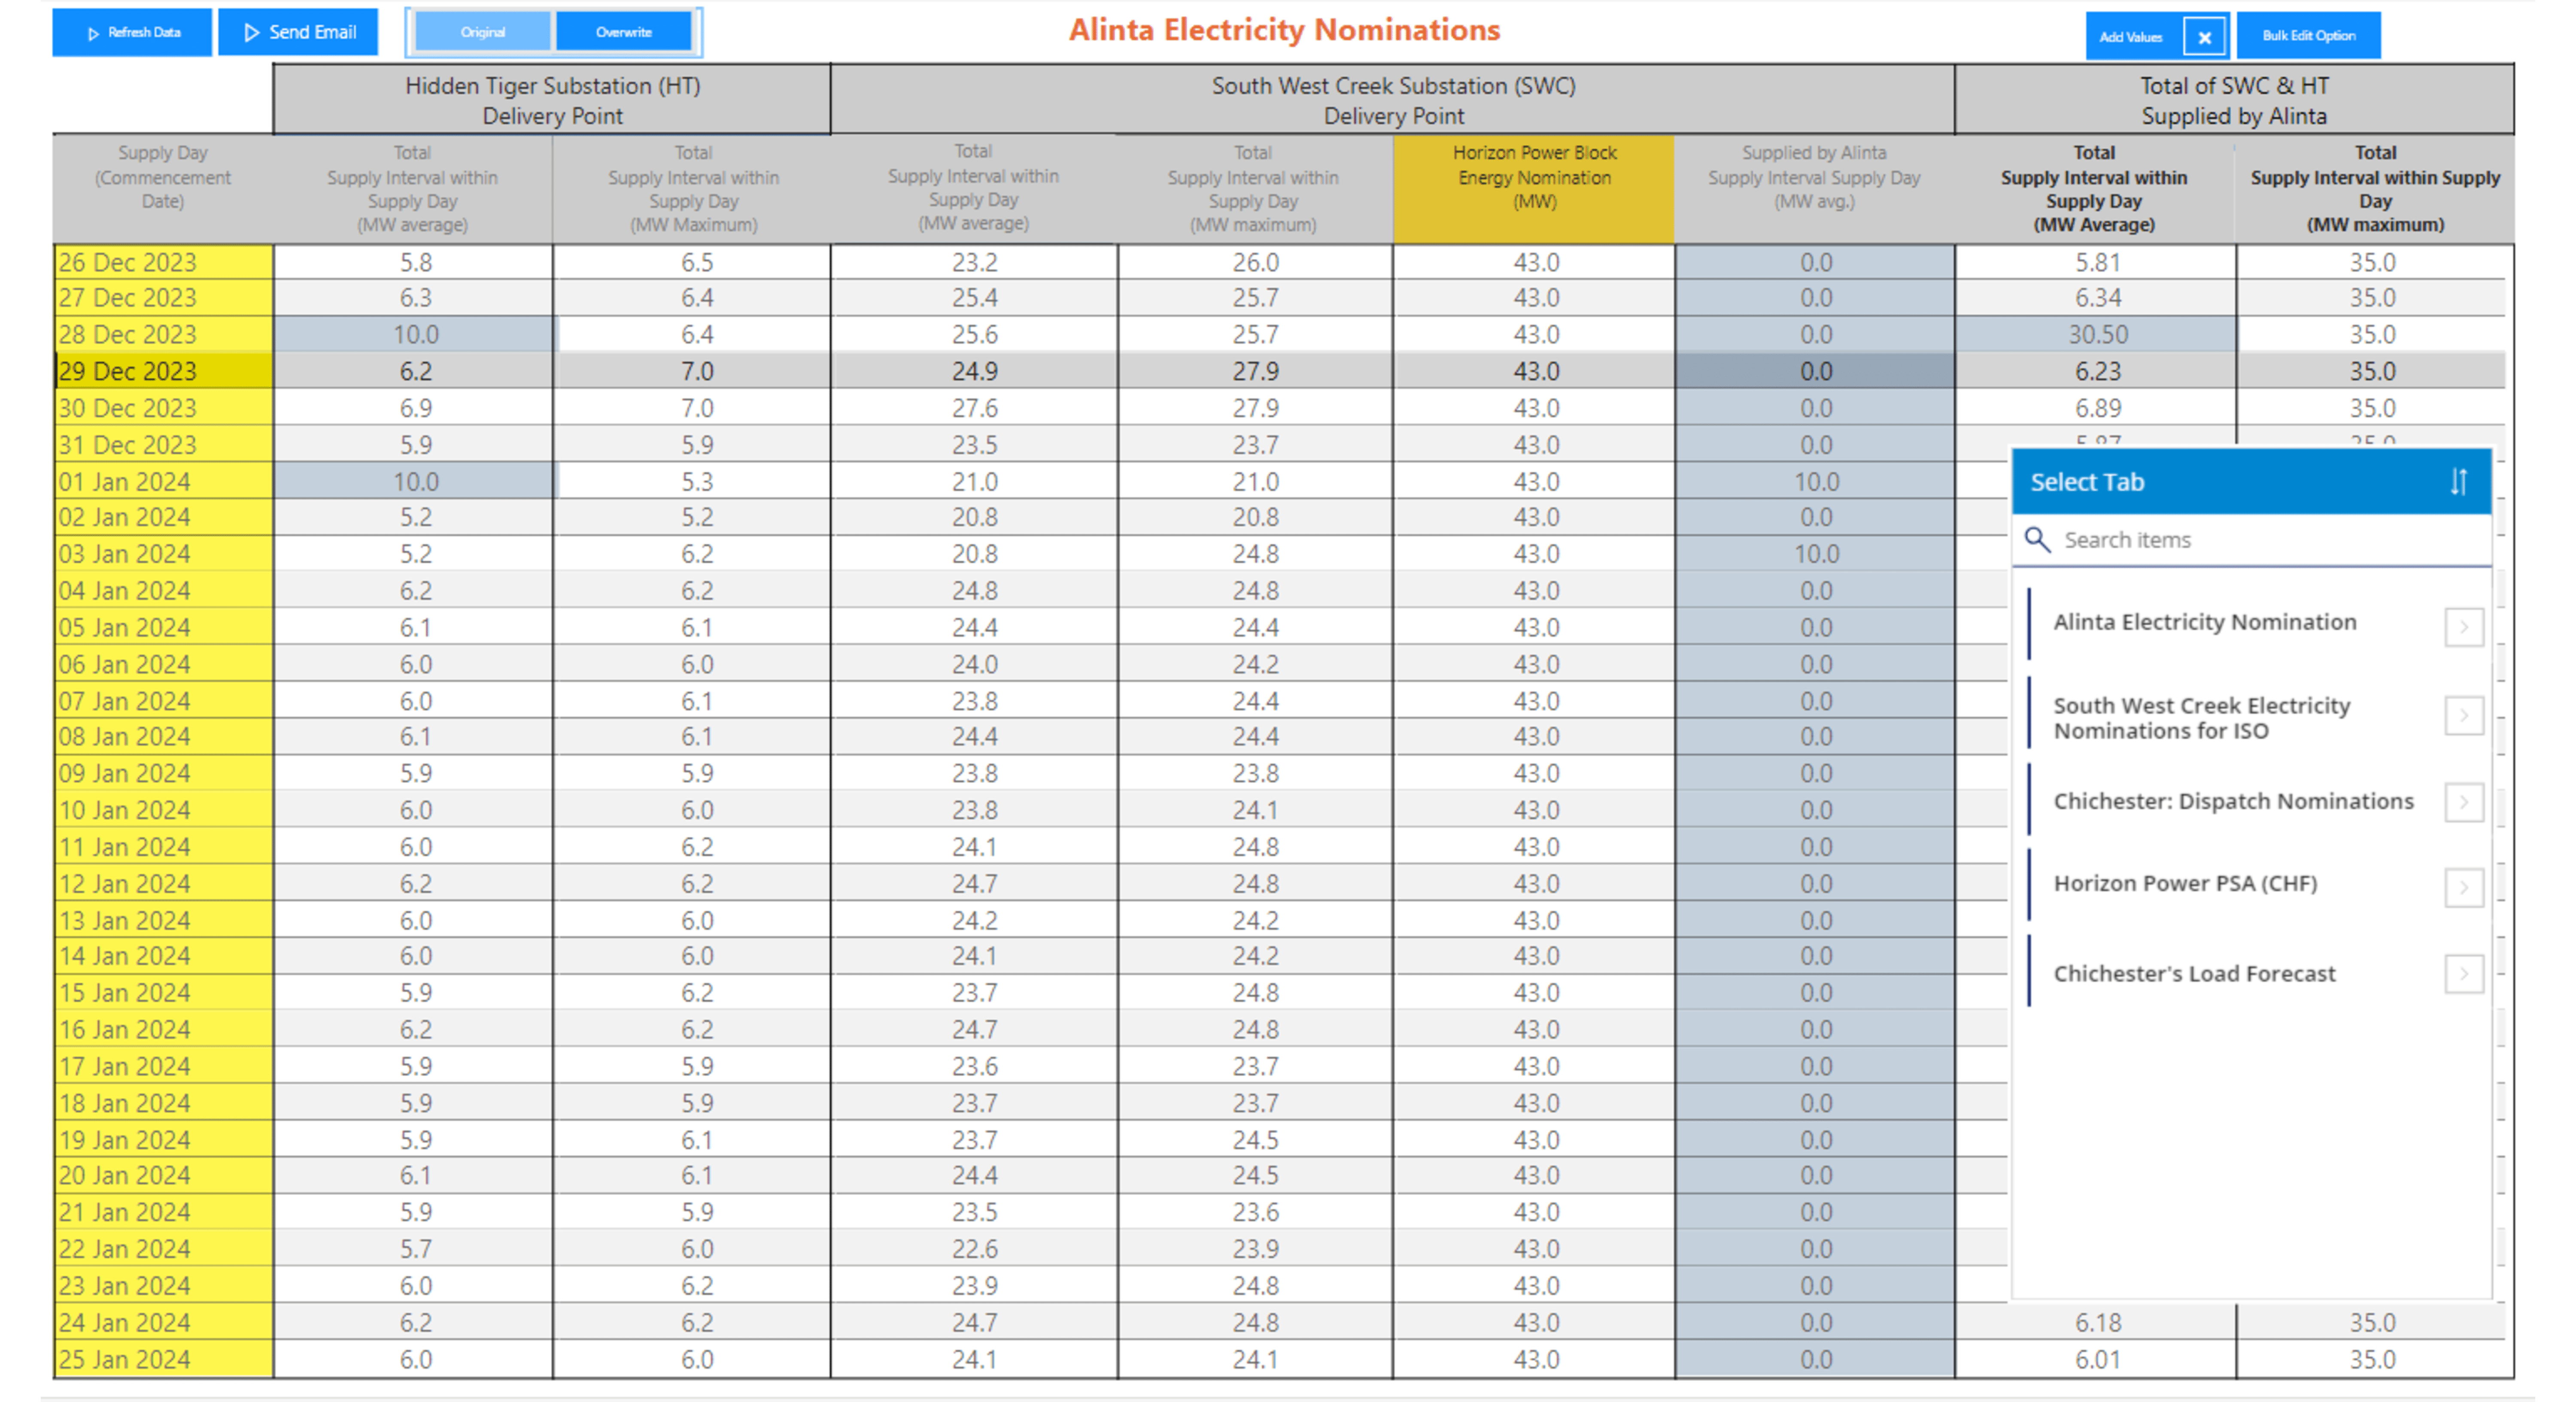 Refresh Data Send Email Original Overwrite Alinta Electricity Nominations Add Values Bulk Edit Option
Hidden Tiger Substation (HT)
Delivery Point
South West Creek Substation (SWC)
Delivery Point
Total of SWC & HT
Supplied by Alinta
Supply Day
(Commencement
Date)
Total
Supply Interval within
Supply Day
(MW average)
Total
Supply Interval within
Supply Day
(MW Maximum)
Total
Supply Interval within
Supply Day
(MW average)
Total
Supply Interval within
Supply Day
(MW maximum)
Horizon Power Block
Energy Nomination
(MW)
Supplied by Alinta
Supply Interval Supply Day
(MW avg.)
Total
Supply Interval within
Supply Day
(MW Average)
Total
Supply Interval within Supply
Day
(MW maximum)
26 Dec 2023 5.8 6.5 23.2 26.0 43.0 0.0 5.81 35.0
27 Dec 2023 6.3 6.4 25.4 25.7 43.0 0.0 6.34 35.0
28 Dec 2023 10.0 6.4 25.6 25.7 43.0 0.0 30.50 35.0
29 Dec 2023 6.2 7.0 24.9 27.9 43.0 0.0 6.23 35.0
30 Dec 2023 6.9 7.0 27.6 27.9 43.0 0.0 6.89 35.0
31 Dec 2023 5.9 5.9 23.5 23.7 43.0 0.0
01 Jan 2024 10.0 5.3 21.0 21.0 43.0 10.0
02 Jan 2024 5.2 5.2 20.8 20.8 43.0 0.0
03 Jan 2024 5.2 6.2 20.8 24.8 43.0 10.0
04 Jan 2024 6.2 6.2 24.8 24.8 43.0 0.0
05 Jan 2024 6.1 6.1 24.4 24.4 43.0 0.0
06 Jan 2024 6.0 6.0 24.0 24.2 43.0 0.0
07 Jan 2024 6.0 6.1 23.8 24.4 43.0 0.0
08 Jan 2024 6.1 6.1 24.4 24.4 43.0 0.0
09 Jan 2024 5.9 5.9 23.8 23.8 43.0 0.0
10 Jan 2024 6.0 6.0 23.8 24.1 43.0 0.0
11 Jan 2024 6.0 6.2 24.1 24.8 43.0 0.0
12 Jan 2024 6.2 6.2 24.7 24.8 43.0 0.0
13 Jan 2024 6.0 6.0 24.2 24.2 43.0 0.0
14 Jan 2024 6.0 6.0 24.1 24.2 43.0 0.0
15 Jan 2024 5.9 6.2 23.7 24.8 43.0 0.0
16 Jan 2024 6.2 6.2 24.7 24.8 43.0 0.0
17 Jan 2024 5.9 5.9 23.6 23.7 43.0 0.0
18 Jan 2024 5.9 5.9 23.7 23.7 43.0 0.0
19 Jan 2024 5.9 6.1 23.7 24.5 43.0 0.0
20 Jan 2024 6.1 6.1 24.4 24.5 43.0 0.0
21 Jan 2024 5.9 5.9 23.5 23.6 43.0 0.0
22 Jan 2024 5.7 6.0 22.6 23.9 43.0 0.0
23 Jan 2024 6.0 6.2 23.9 24.8 43.0 0.0
24 Jan 2024 6.2 6.2 24.7 24.8 43.0 0.0 6.18 35.0
25 Jan 2024 6.0 6.0 24.1 24.1 43.0 0.0 6.01 35.0
Select Tab
Search items
Alinta Electricity Nomination
South West Creek Electricity
Nominations for ISO
Chichester: Dispatch Nominations
Horizon Power PSA (CHF)
Chichester's Load Forecast